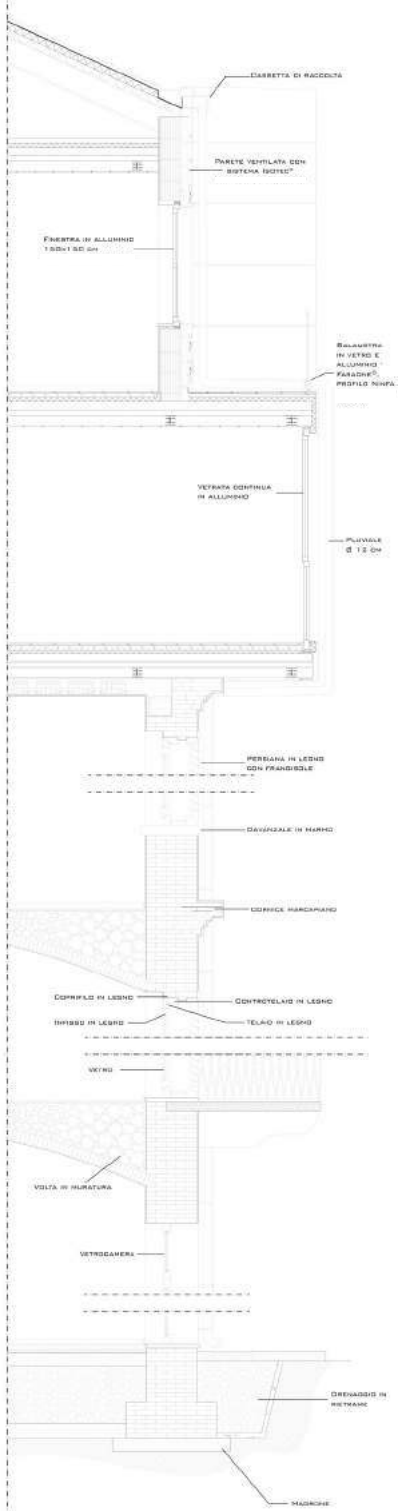 CASSETTA DI RACCOLTA
PARETE VENTILATA CON
SISTEMA ISOTEC®
FINESTRA IN ALLUMINIO
150X150 CM
BALAUSTRA
IN VETRO E
ALLUMINIO
FARAONE®,
PROFILO NINFA
VETRATA CONTINUA
IN ALLUMINIO
PLUVIALE
Ø 12 CM
PERSIANA IN LEGNO
CON FRANGISOLE
DAVANZALE IN MARMO
CORNICE MARCAPIANO
COPRIFILO IN LEGNO
CONTROTELAIO IN LEGNO
INFISSO IN LEGNO
TELAIO IN LEGNO
VETRO
VOLTA IN MURATURA
VETROCAMERA
DRENAGGIO IN
PIETRAME
MAGRONE